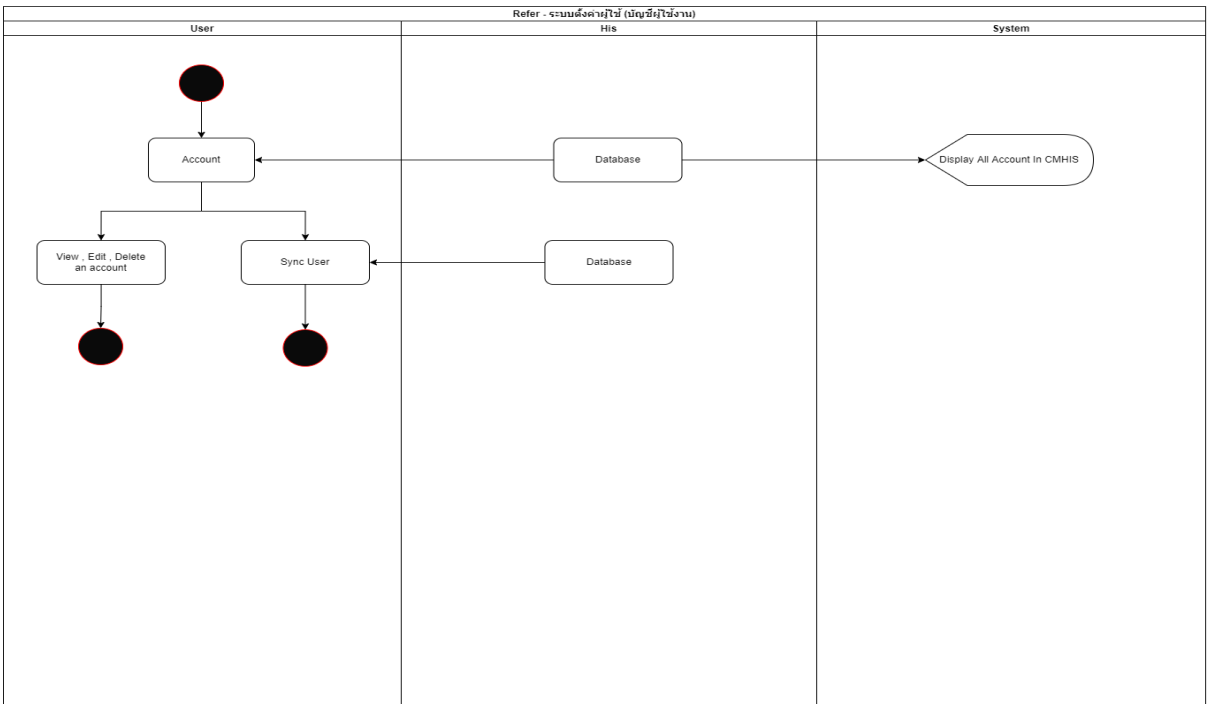 Refer - ระบบตั้งค่าผู้ใช้ (บัญชีผู้ใช้งาน)
User
His
System
Account
Database
Display All Account In CMHIS
View , Edit , Delete
an account
Sync User
Database